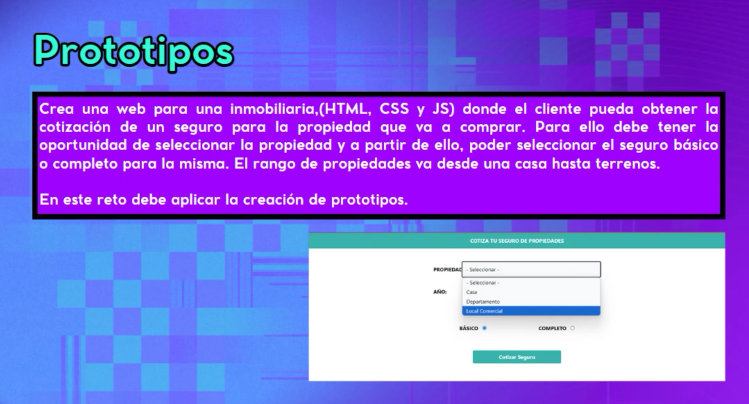 Prototipos
Crea una web para una inmobiliaria,(HTML, CSS y JS) donde el cliente pueda obtener la
cotización de un seguro para la propiedad que va a comprar. Para ello debe tener la
oportunidad de seleccionar la propiedad y a partir de ello, poder seleccionar el seguro básico
o completo para la misma. El rango de propiedades va desde una casa hasta terrenos.
En este reto debe aplicar la creación de prototipos.
COTIZA TU SEGURO DE PROPIEDADES
PROPIEDAD - Seleccionar -
- Seleccionar -
AÑO: Casa
Departamento
Local Comercial
BÁSICO COMPLETO
Cotizar Seguro